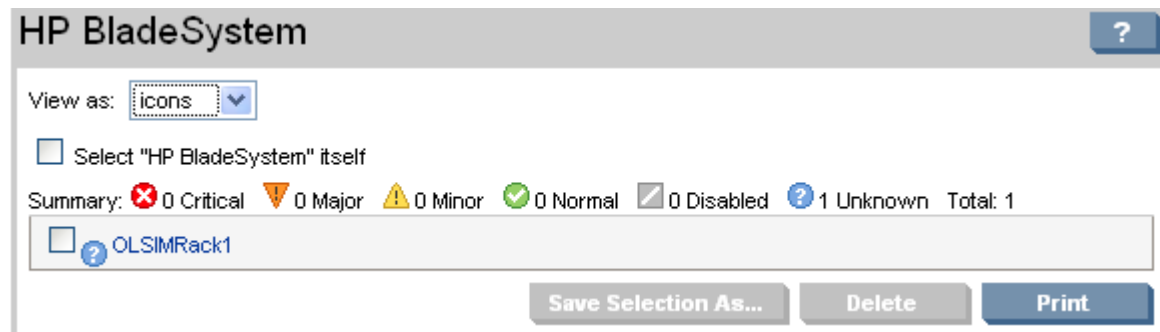 HP BladeSystem ?
View as: icons
Select "HP BladeSystem" itself
Summary: 0 Critical 0 Major 0 Minor 0 Normal 0 Disabled ? 1 Unknown Total: 1
? OLSIMRack1
Save Selection As... Delete Print